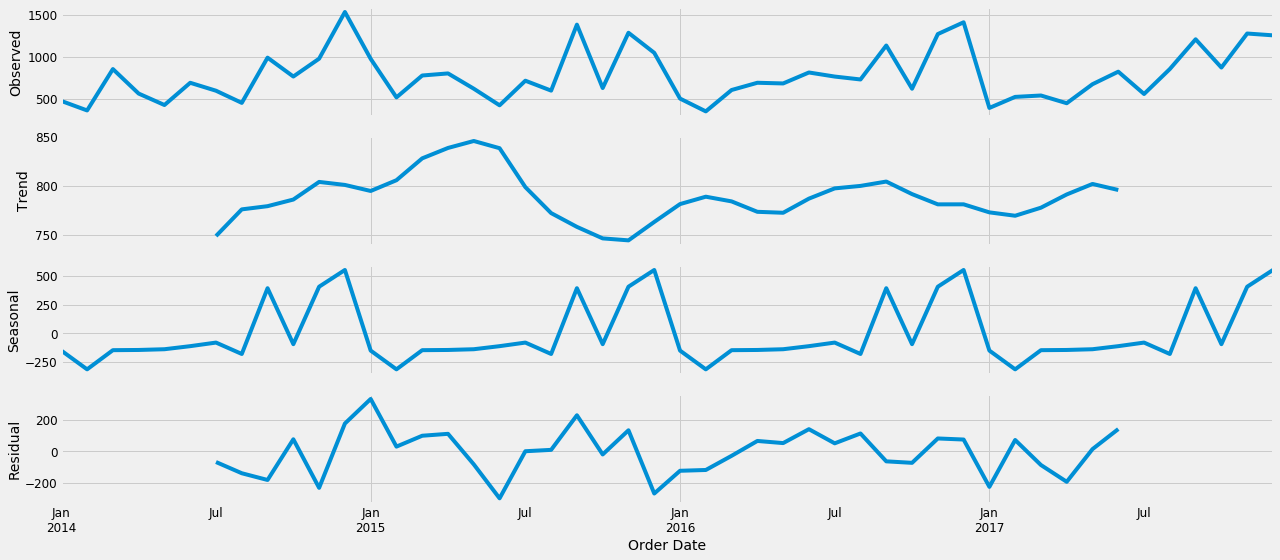 1500
1000
500
Observed
850
800
750
Trend
500
250
0
−250
Seasonal
200
0
−200
Residual
Jan Jul Jan Jul Jan Jul Jan Jul
2014 2015 2016 2017
Order Date